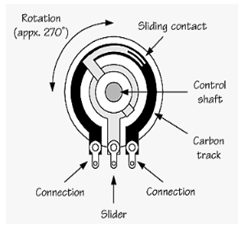 Rotation
(appx. 270°)
Sliding contact
Control
shaft
Carbon
track
Connection
Connection
Slider